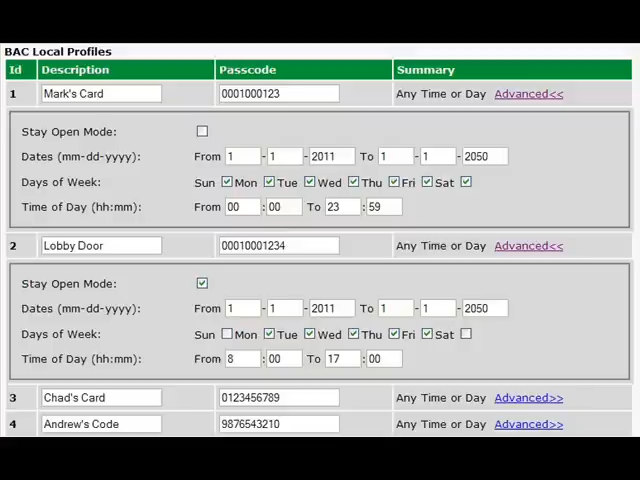 BAC Local Profiles
Id Description Passcode Summary
1 Mark's Card 0001000123 Any Time or Day Advanced<<
Stay Open Mode:
Dates (mm-dd-yyyy): From 1 - 1 - 2011 To 1 - 1 - 2050
Days of Week: Sun Mon Tue Wed Thu Fri Sat
Time of Day (hh:mm): From 00 : 00 To 23 : 59
2 Lobby Door 00010001234 Any Time or Day Advanced<<
Stay Open Mode:
Dates (mm-dd-yyyy): From 1 - 1 - 2011 To 1 - 1 - 2050
Days of Week: Sun Mon Tue Wed Thu Fri Sat
Time of Day (hh:mm): From 8 : 00 To 17 : 00
3 Chad's Card 0123456789 Any Time or Day Advanced>>
4 Andrew's Code 9876543210 Any Time or Day Advanced>>